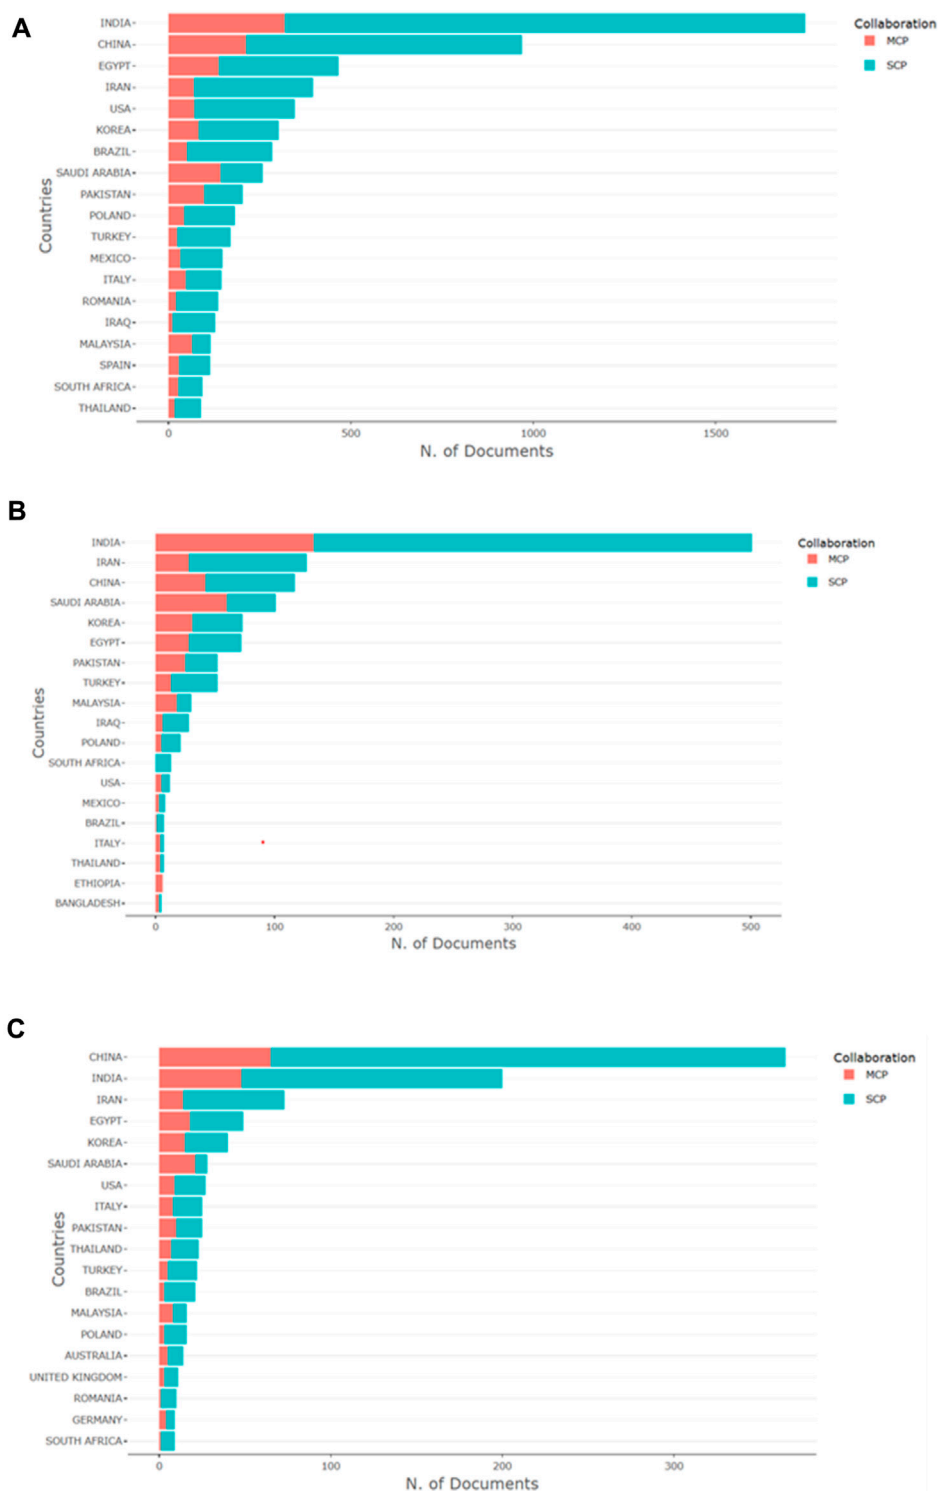 A
Collaboration
MCP
SCP
Countries
INDIA
CHINA
EGYPT
IRAN
USA
KOREA
BRAZIL
SAUDI ARABIA
PAKISTAN
POLAND
TURKEY
MEXICO
ITALY
ROMANIA
IRAQ
MALAYSIA
SPAIN
SOUTH AFRICA
THAILAND
0 500 1000 1500
N. of Documents
B
Collaboration
MCP
SCP
Countries
INDIA
IRAN
CHINA
SAUDI ARABIA
KOREA
EGYPT
PAKISTAN
TURKEY
MALAYSIA
IRAQ
POLAND
SOUTH AFRICA
USA
MEXICO
BRAZIL
ITALY
THAILAND
ETHIOPIA
BANGLADESH
0 100 200 300 400 500
N. of Documents
C
Collaboration
MCP
SCP
Countries
CHINA
INDIA
IRAN
EGYPT
KOREA
SAUDI ARABIA
USA
ITALY
PAKISTAN
THAILAND
TURKEY
BRAZIL
MALAYSIA
POLAND
AUSTRALIA
UNITED KINGDOM
ROMANIA
GERMANY
SOUTH AFRICA
0 100 200 300
N. of Documents